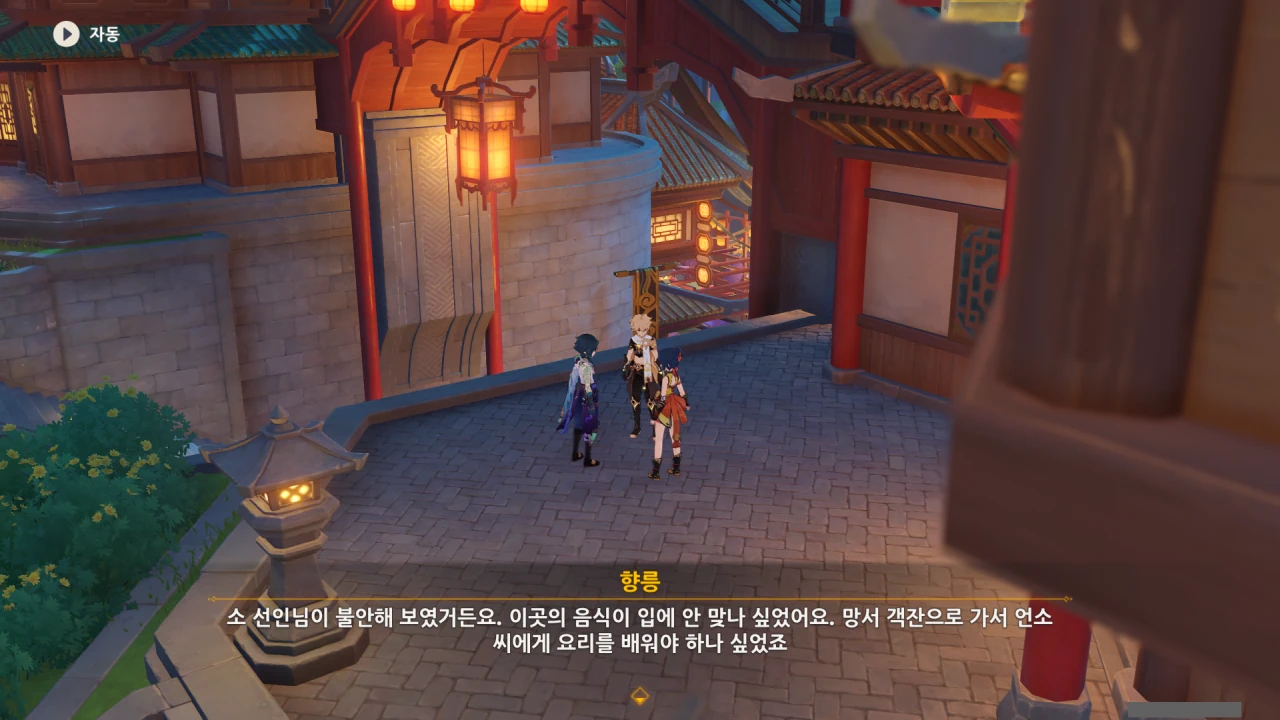 자동
향릉
소 선인님이 불안해 보였거든요. 이곳의 음식이 입에 안 맞나 싶었어요. 망서 객잔으로 가서 언소
씨에게 요리를 배워야 하나 싶었죠